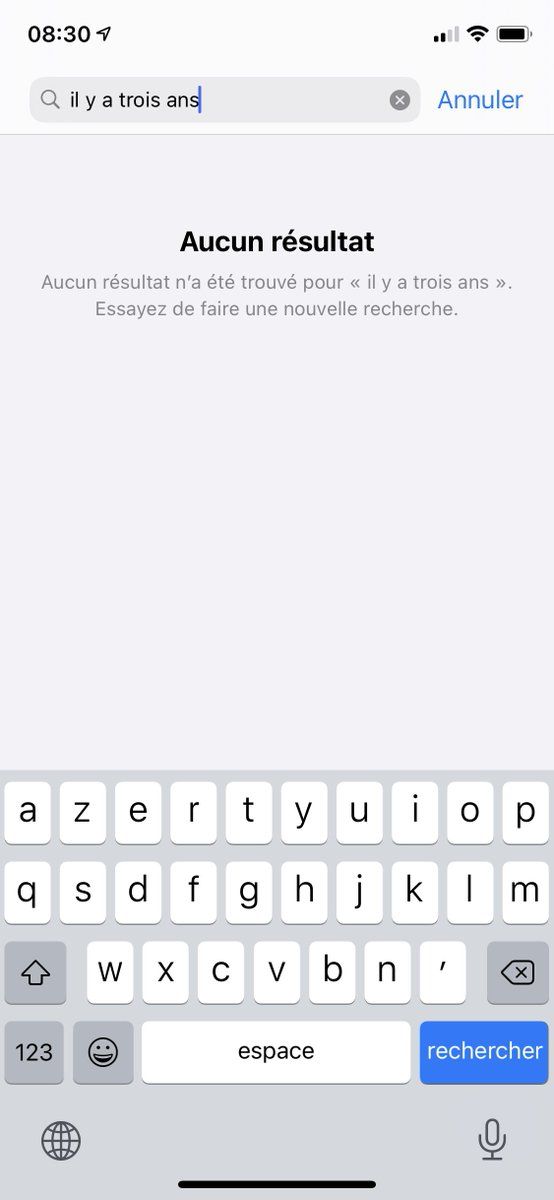 08:30
il y a trois ans
Annuler
Aucun résultat
Aucun résultat n’a été trouvé pour « il y a trois ans ».
Essayez de faire une nouvelle recherche.
a z e r t y u i o p
q s d f g h j k l m
w x c v b n ’
123 espace rechercher